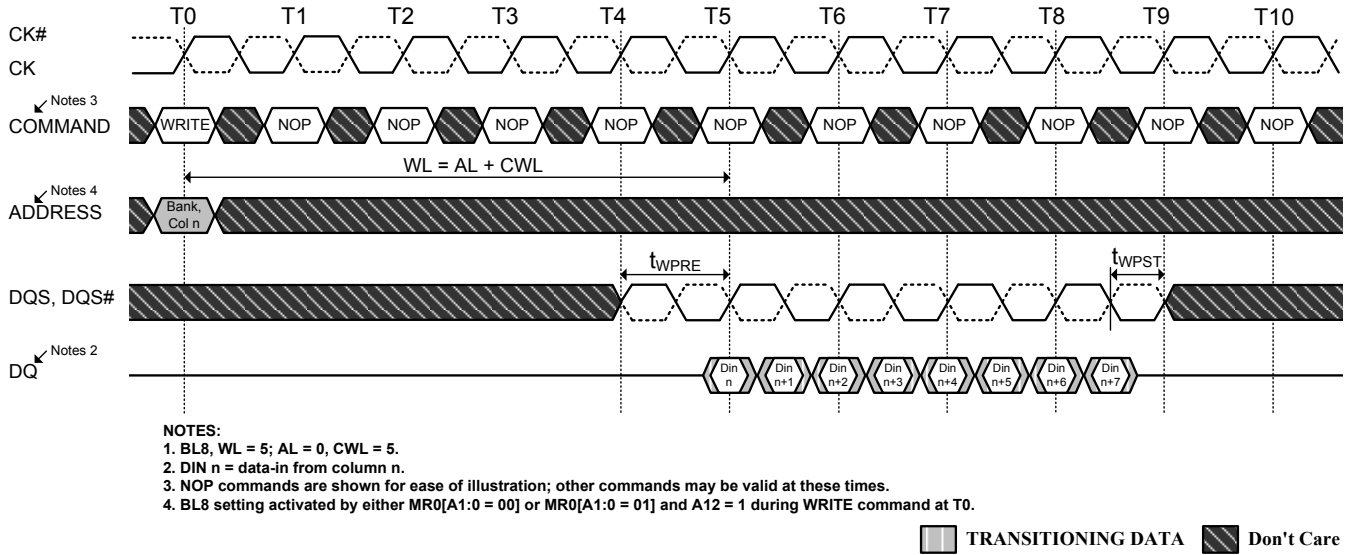 T0 T1 T2 T3 T4 T5 T6 T7 T8 T9 T10
CK#
CK
Notes 3
COMMAND
WRITE NOP NOP NOP NOP NOP NOP NOP NOP NOP NOP
WL = AL + CWL
Notes 4
ADDRESS
Bank,
Col n
tWPRE tWPST
DQS, DQS#
Notes 2
DQ
Din Din Din Din Din Din Din Din
n n+1 n+2 n+3 n+4 n+5 n+6 n+7
NOTES:
1. BL8, WL = 5; AL = 0, CWL = 5.
2. DIN n = data-in from column n.
3. NOP commands are shown for ease of illustration; other commands may be valid at these times.
4. BL8 setting activated by either MR0[A1:0 = 00] or MR0[A1:0 = 01] and A12 = 1 during WRITE command at T0.
TRANSITIONING DATA Don't Care